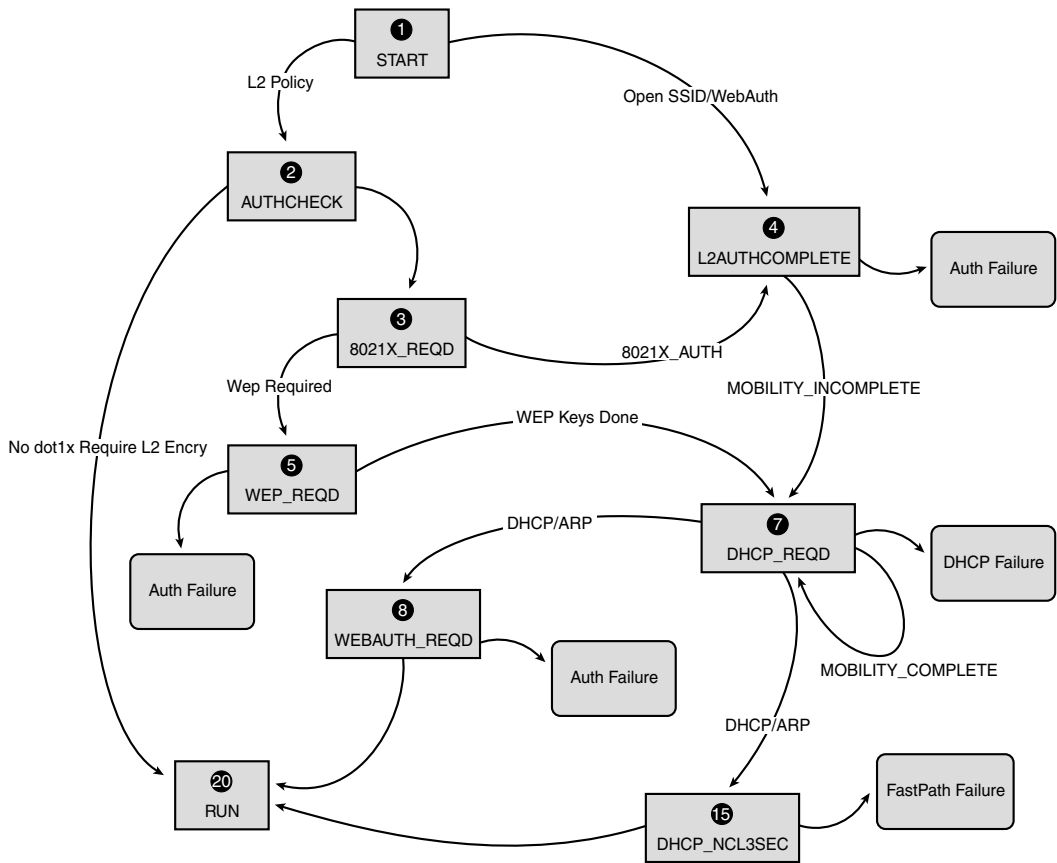 1
START
L2 Policy
Open SSID/WebAuth
2
AUTHCHECK
4
L2AUTHCOMPLETE
Auth Failure
3
8021X_REQD
8021X_AUTH
Wep Required
MOBILITY_INCOMPLETE
WEP Keys Done
No dot1x Require L2 Encry
5
WEP_REQD
7
DHCP_REQD
DHCP/ARP
DHCP Failure
Auth Failure
8
WEBAUTH_REQD
Auth Failure
MOBILITY_COMPLETE
DHCP/ARP
20
RUN
15
DHCP_NCL3SEC
FastPath Failure